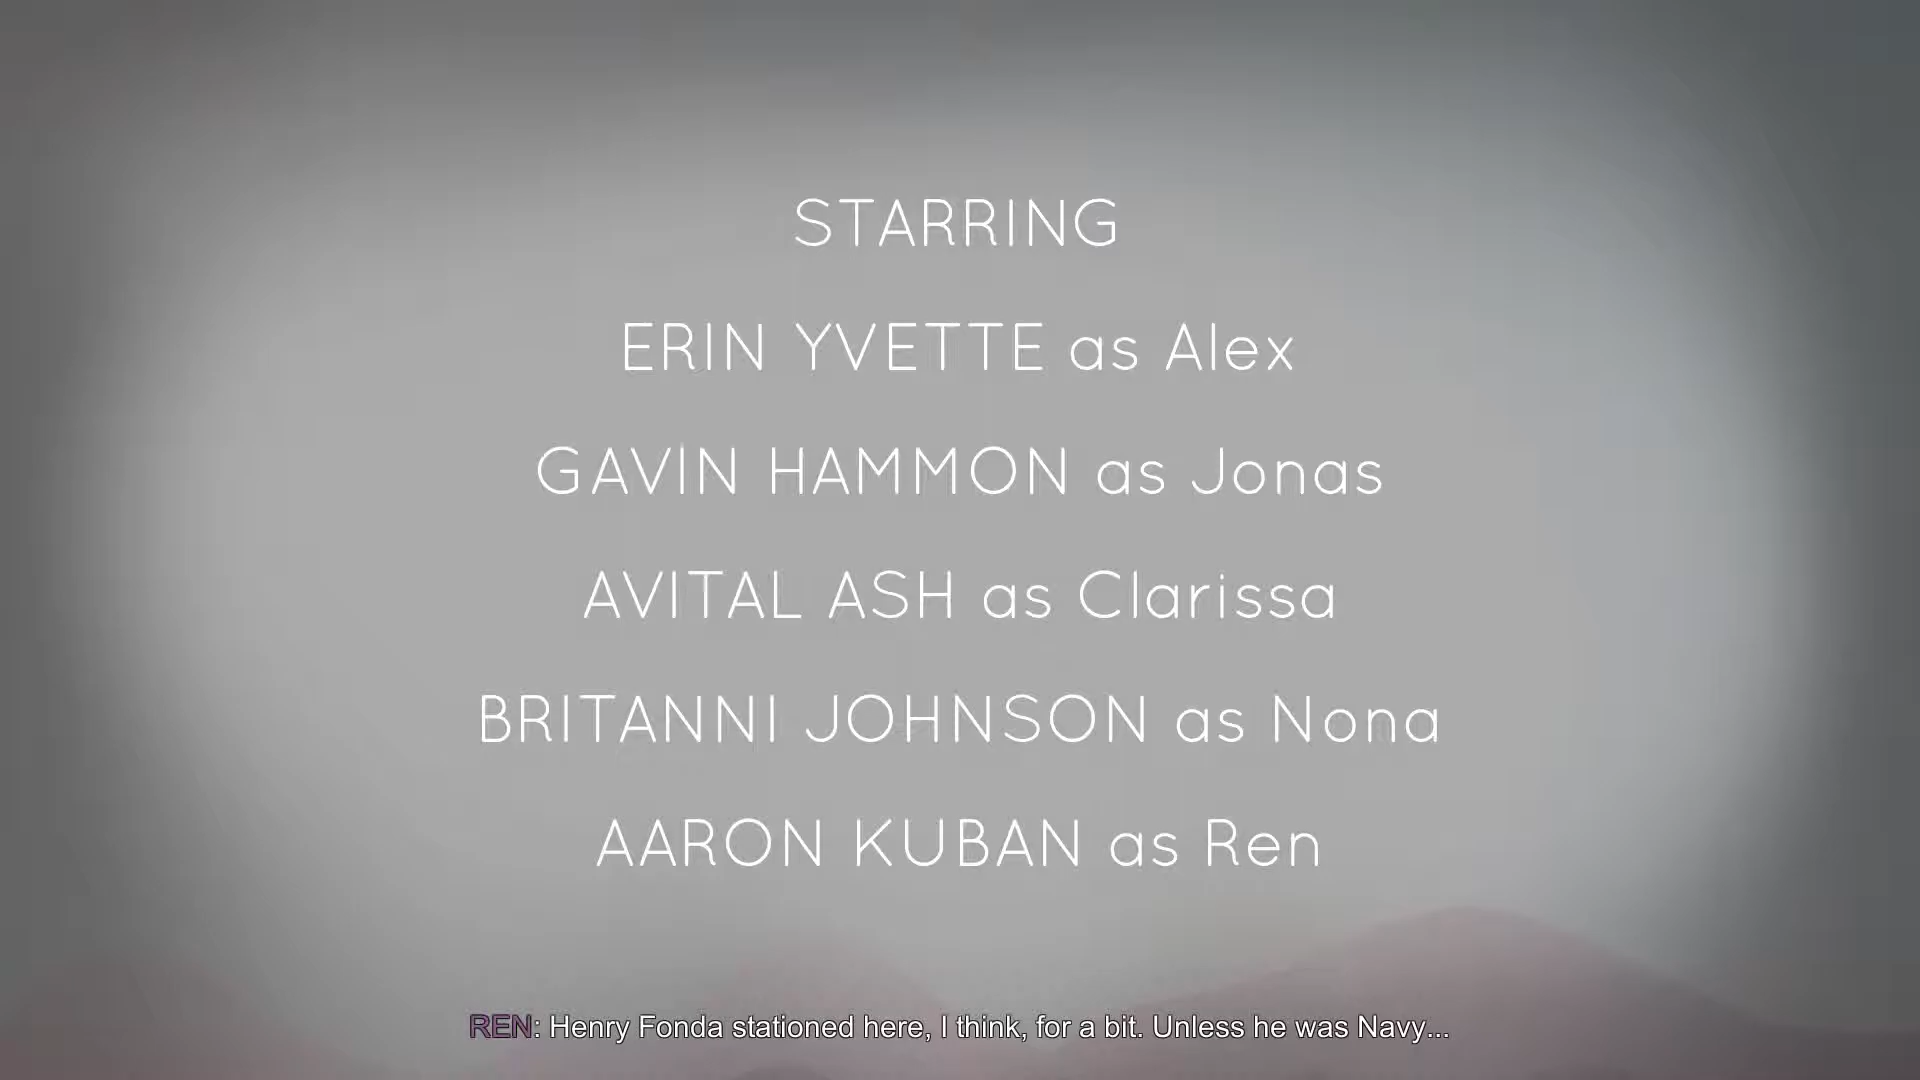 STARRING
ERIN YVETTE as Alex
GAVIN HAMMON as Jonas
AVITAL ASH as Clarissa
BRITANNI JOHNSON as Nona
AARON KUBAN as Ren
REN: Henry Fonda stationed here, I think, for a bit. Unless he was Navy...